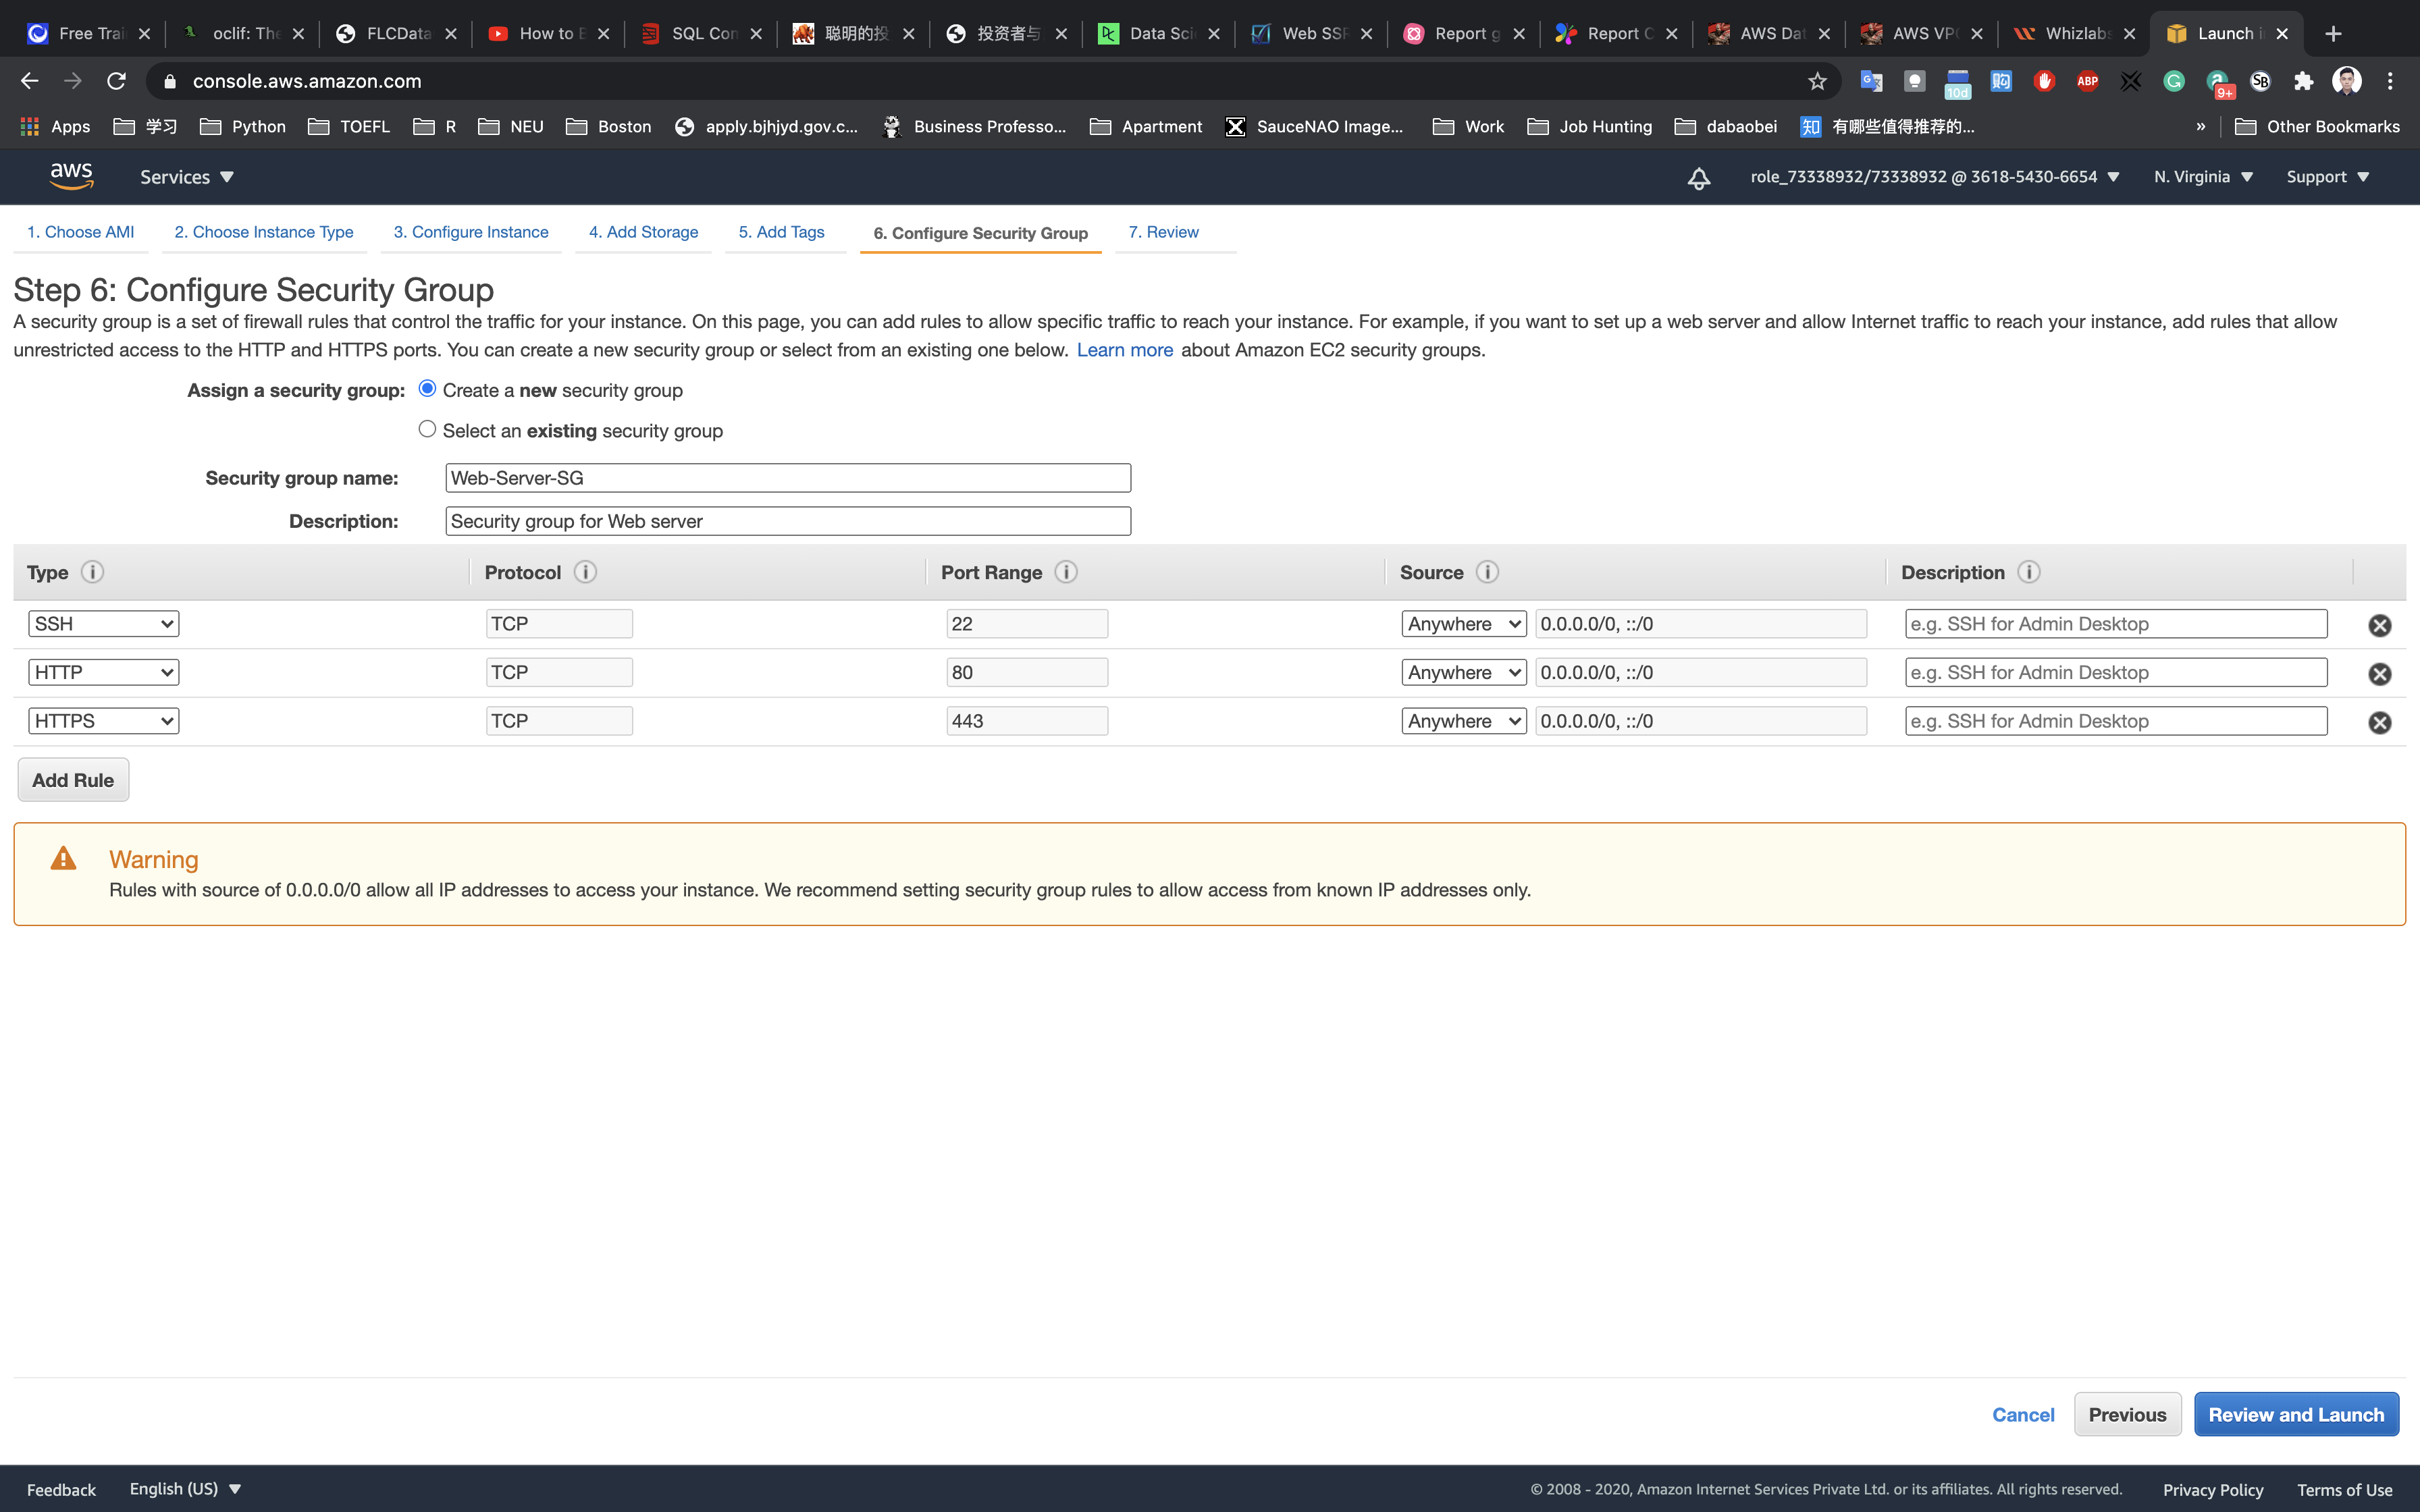 Free Trai
oclif: The
FLCData
How to E
SQL Con
聪明的投
投资者与
Data Sci
Web SSR
Report g
Report C
AWS Dat
AWS VP
Whizlabs
Launch i
console.aws.amazon.com
10d
ABP
9+
SB
Apps
学习
Python
TOEFL
R
NEU
Boston
apply.bjhjyd.gov.c...
Business Professo...
Apartment
SauceNAO Image...
Work
Job Hunting
dabaobei
有哪些值得推荐的...
»
Other Bookmarks
aws
Services
role_73338932/73338932 @ 3618-5430-6654
N. Virginia
Support
1. Choose AMI
2. Choose Instance Type
3. Configure Instance
4. Add Storage
5. Add Tags
6. Configure Security Group
7. Review
Step 6: Configure Security Group
A security group is a set of firewall rules that control the traffic for your instance. On this page, you can add rules to allow specific traffic to reach your instance. For example, if you want to set up a web server and allow Internet traffic to reach your instance, add rules that allow
unrestricted access to the HTTP and HTTPS ports. You can create a new security group or select from an existing one below. Learn more about Amazon EC2 security groups.
Assign a security group: Create a new security group
Select an existing security group
Security group name: Web-Server-SG
Description: Security group for Web server
Type Protocol Port Range Source Description
SSH TCP 22 Anywhere 0.0.0.0/0, ::/0 e.g. SSH for Admin Desktop
HTTP TCP 80 Anywhere 0.0.0.0/0, ::/0 e.g. SSH for Admin Desktop
HTTPS TCP 443 Anywhere 0.0.0.0/0, ::/0 e.g. SSH for Admin Desktop
Add Rule
Warning
Rules with source of 0.0.0.0/0 allow all IP addresses to access your instance. We recommend setting security group rules to allow access from known IP addresses only.
Cancel
Previous
Review and Launch
Feedback
English (US)
© 2008 - 2020, Amazon Internet Services Private Ltd. or its affiliates. All rights reserved.
Privacy Policy
Terms of Use